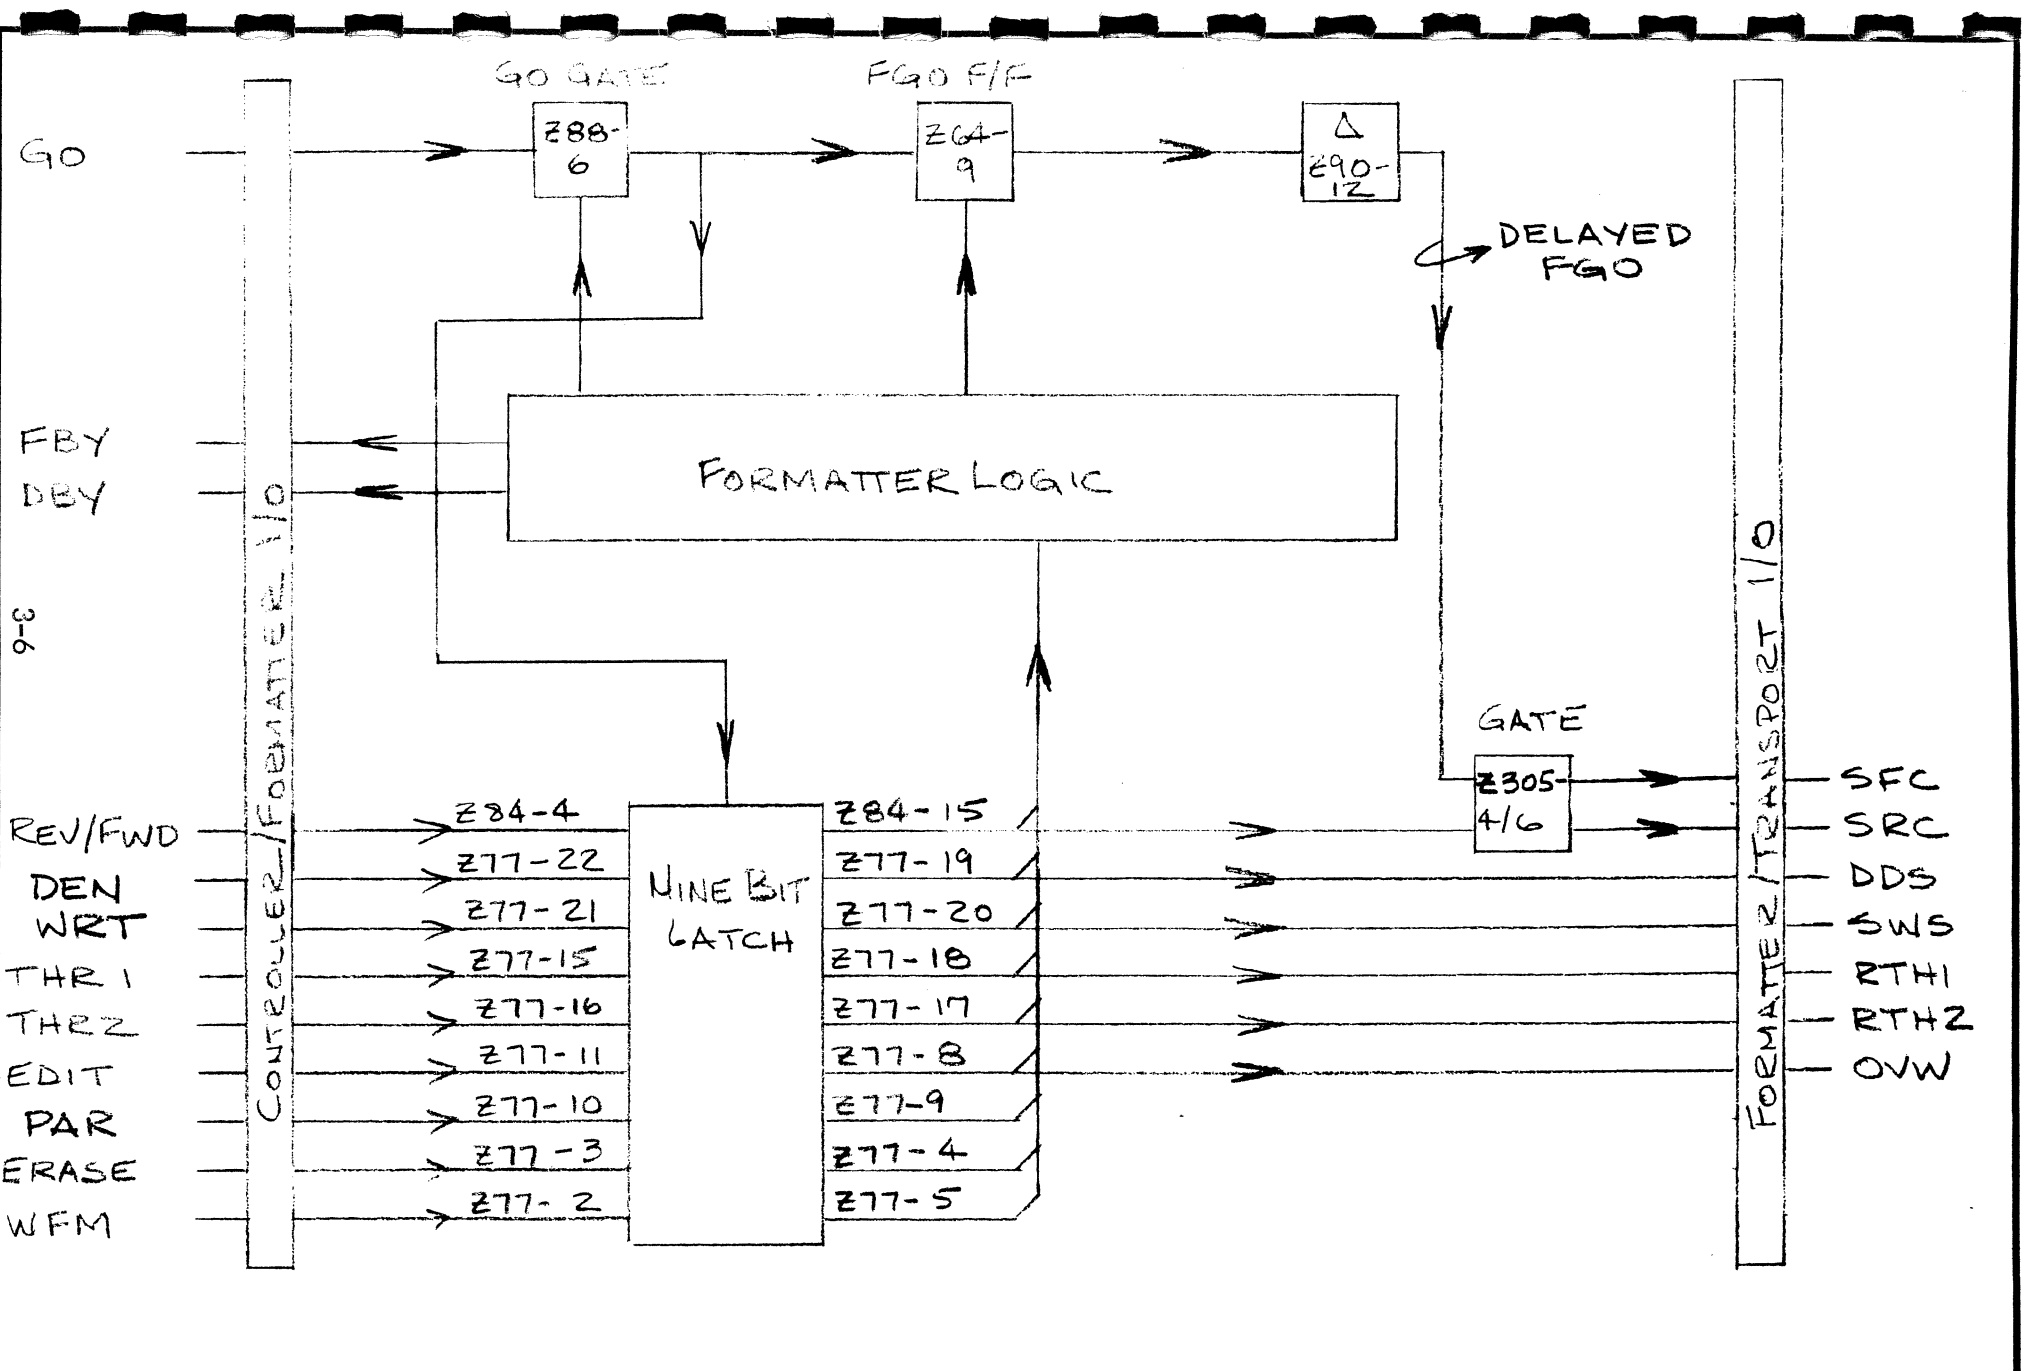 GO GATE
FGO F/F
GO
Z88-
6
Z64-
9
Δ
Z90-
12
DELAYED
FGO
FBY
DBY
FORMATTER LOGIC
CONTROLLER/FORMATTER I/O
FORMATTER/TRANSPORT I/O
3-6
GATE
Z305-
4/6
SFC
SRC
DDS
SWS
RTH1
RTH2
OVW
REV/FWD
DEN
WRT
THR 1
THR2
EDIT
PAR
ERASE
WFM
Z84-4
Z77-22
Z77-21
Z77-15
Z77-16
Z77-11
Z77-10
Z77-3
Z77-2
NINE BIT
LATCH
Z84-15
Z77-19
Z77-20
Z77-18
Z77-17
Z77-8
Z77-9
Z77-4
Z77-5